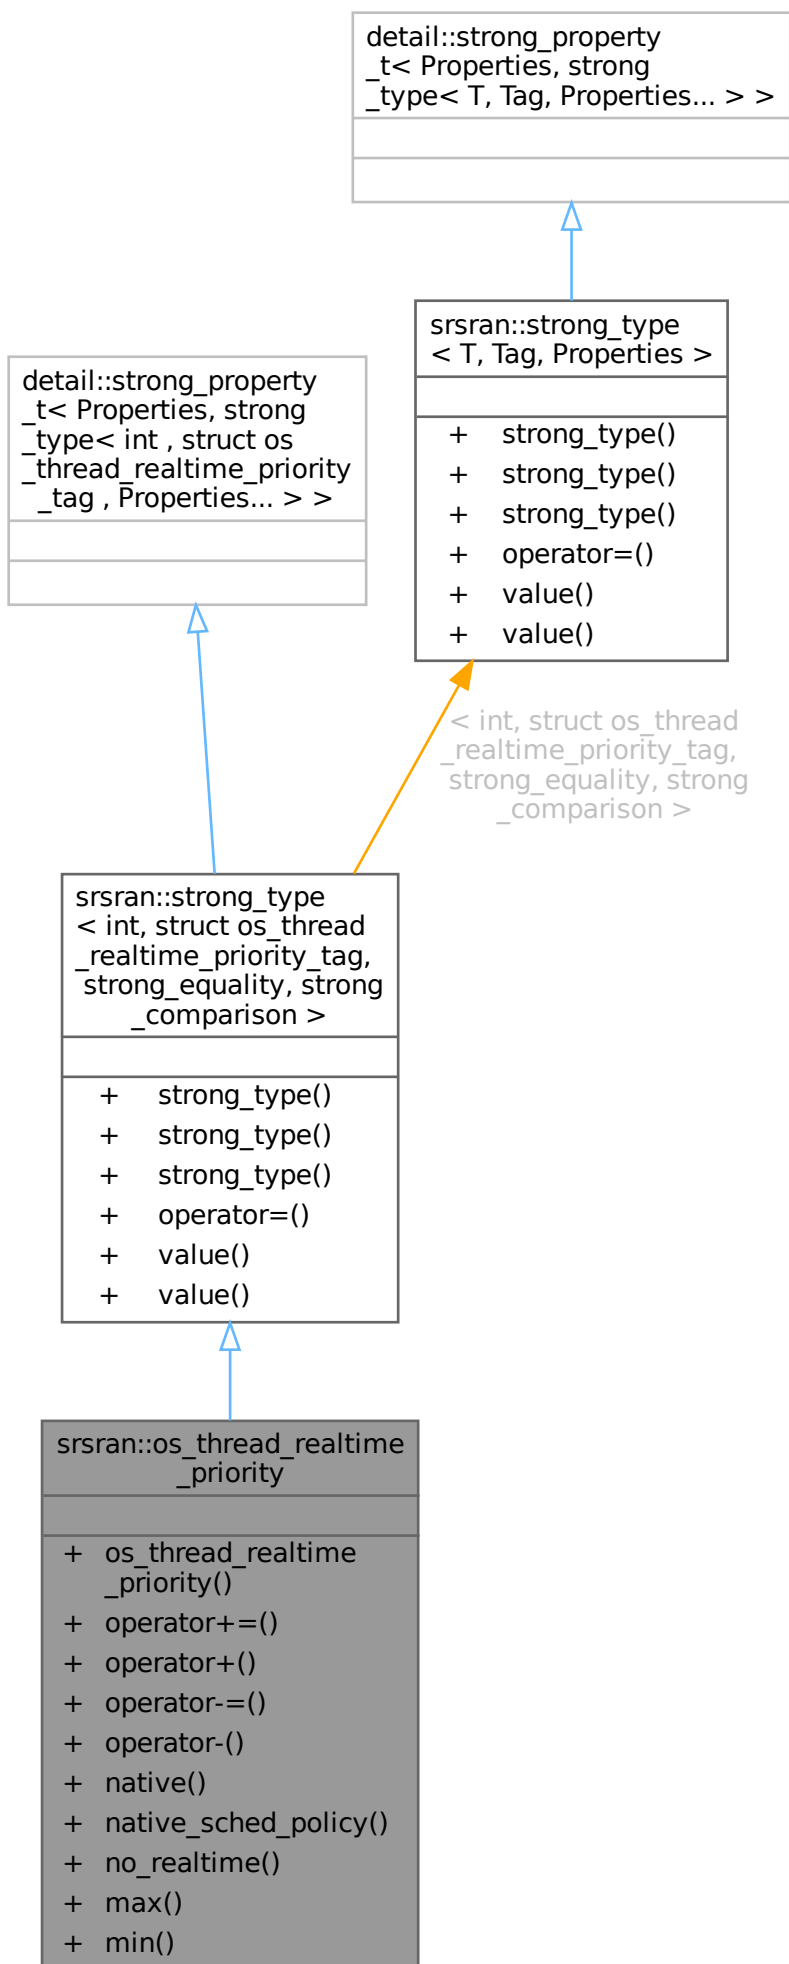 detail::strong_property
_t< Properties, strong
_type< T, Tag, Properties... > >
srsran::strong_type
< T, Tag, Properties >
+ strong_type()
+ strong_type()
+ strong_type()
+ operator=()
+ value()
+ value()
detail::strong_property
_t< Properties, strong
_type< int , struct os
_thread_realtime_priority
_tag , Properties... > >
< int, struct os_thread
_realtime_priority_tag,
strong_equality, strong
_comparison >
srsran::strong_type
< int, struct os_thread
_realtime_priority_tag,
strong_equality, strong
_comparison >
+ strong_type()
+ strong_type()
+ strong_type()
+ operator=()
+ value()
+ value()
srsran::os_thread_realtime
_priority
+ os_thread_realtime
_priority()
+ operator+=()
+ operator+()
+ operator-=()
+ operator-()
+ native()
+ native_sched_policy()
+ no_realtime()
+ max()
+ min()